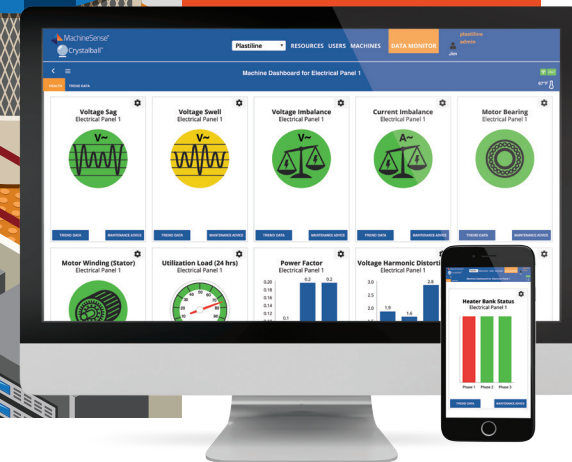 MachineSense®
Crystalball™
Plastiline
RESOURCES USERS MACHINES DATA MONITOR
plastiline
admin
Jim
Machine Dashboard for Electrical Panel 1
HEALTH TREND DATA
87°F
Voltage Sag
Electrical Panel 1
V~
TREND DATA MAINTENANCE ADVICE
Voltage Swell
Electrical Panel 1
V~
TREND DATA MAINTENANCE ADVICE
Voltage Imbalance
Electrical Panel 1
V~
TREND DATA MAINTENANCE ADVICE
Current Imbalance
Electrical Panel 1
A~
TREND DATA MAINTENANCE ADVICE
Motor Bearing
Electrical Panel 1
TREND DATA MAINTENANCE ADVICE
Motor Winding (Stator)
Electrical Panel 1
Utilization Load (24 hrs)
Electrical Panel 1
Power Factor
Electrical Panel 1
0.20
0.18
0.16
0.14
0.12
0.1
0.2 0.2
Voltage Harmonic Distorti
Electrical Panel 1
3.0
2.5
2.0
1.9
1.6
2.8
Heater Bank Status
Electrical Panel 1
Phase 1 Phase 2 Phase 3
TREND DATA MAINTENANCE ADVICE